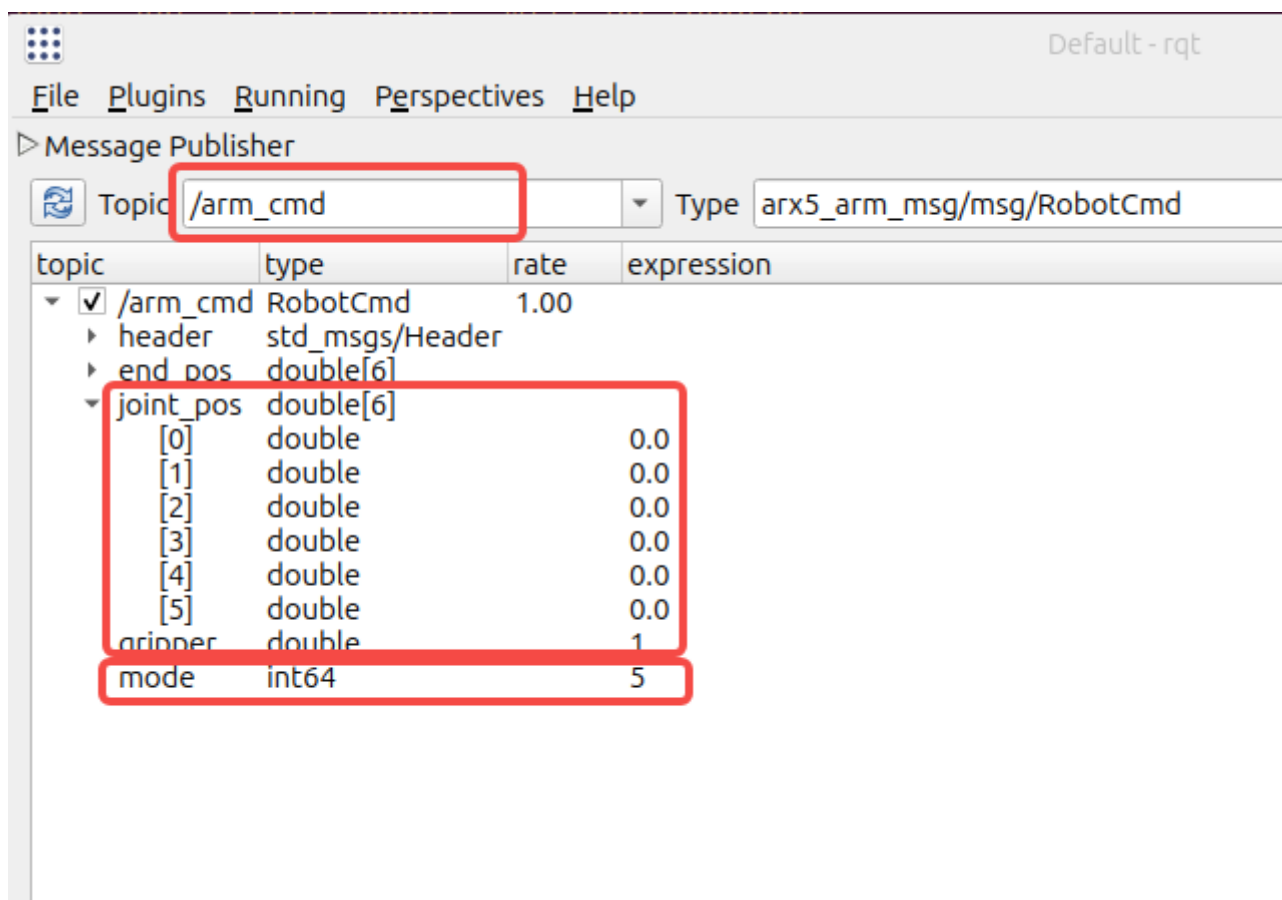 Default - rqt
File Plugins Running Perspectives Help
Message Publisher
Topic /arm_cmd Type arx5_arm_msg/msg/RobotCmd
topic type rate expression
/arm_cmd RobotCmd 1.00
header std_msgs/Header
end_pos double[6]
joint_pos double[6]
[0] double 0.0
[1] double 0.0
[2] double 0.0
[3] double 0.0
[4] double 0.0
[5] double 0.0
gripper double 1
mode int64 5